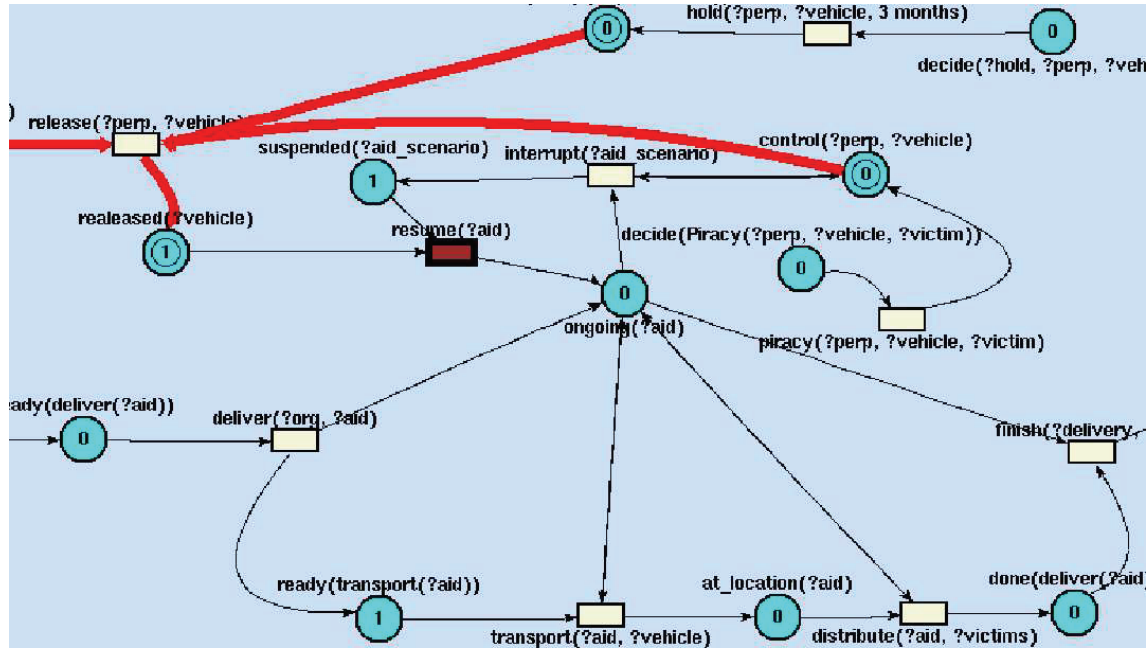 hold(?perp, ?vehicle, 3 months)
0
0
decide(?hold, ?perp, ?veh
)
release(?perp, ?vehicle)
control(?perp, ?vehicle)
suspended(?aid_scenario)
interrupt(?aid_scenario)
1
0
realeased(?vehicle)
resume(?aid)
decide(Piracy(?perp, ?vehicle, ?victim))
1
0
0
ongoing(?aid)
piracy(?perp, ?vehicle, ?victim)
eady(deliver(?aid))
deliver(?org, ?aid)
finish(?delivery,
0
ready(transport(?aid))
at_location(?aid)
done(deliver(?aid)
1
0
0
transport(?aid, ?vehicle)
distribute(?aid, ?victims)